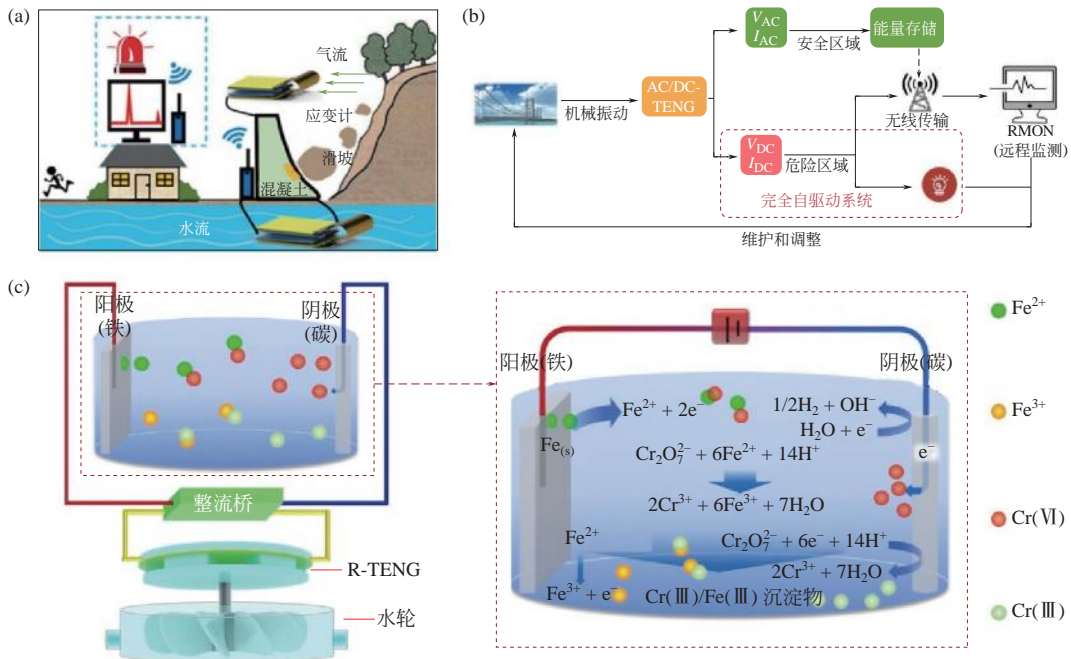 (a)
气流
应变计
滑坡
混凝土
水流
(b)
机械振动
AC/DC-
TENG
V_AC
I_AC
安全区域
能量存储
V_DC
I_DC
危险区域
无线传输
RMON
(远程监测)
完全自驱动系统
维护和调整
(c)
阳极
(铁)
阴极
(碳)
整流桥
R-TENG
水轮
阳极(铁)
阴极(碳)
Fe(s)
Fe²⁺ + 2e⁻
1/2H₂ + OH⁻
H₂O + e⁻
e⁻
Cr₂O₇²⁻ + 6Fe²⁺ + 14H⁺
2Cr³⁺ + 6Fe³⁺ + 7H₂O
Fe²⁺
Cr₂O₇²⁻ + 6e⁻ + 14H⁺
2Cr³⁺ + 7H₂O
Fe³⁺ + e⁻
Cr(Ⅲ)/Fe(Ⅲ) 沉淀物
Fe²⁺
Fe³⁺
Cr(Ⅵ)
Cr(Ⅲ)